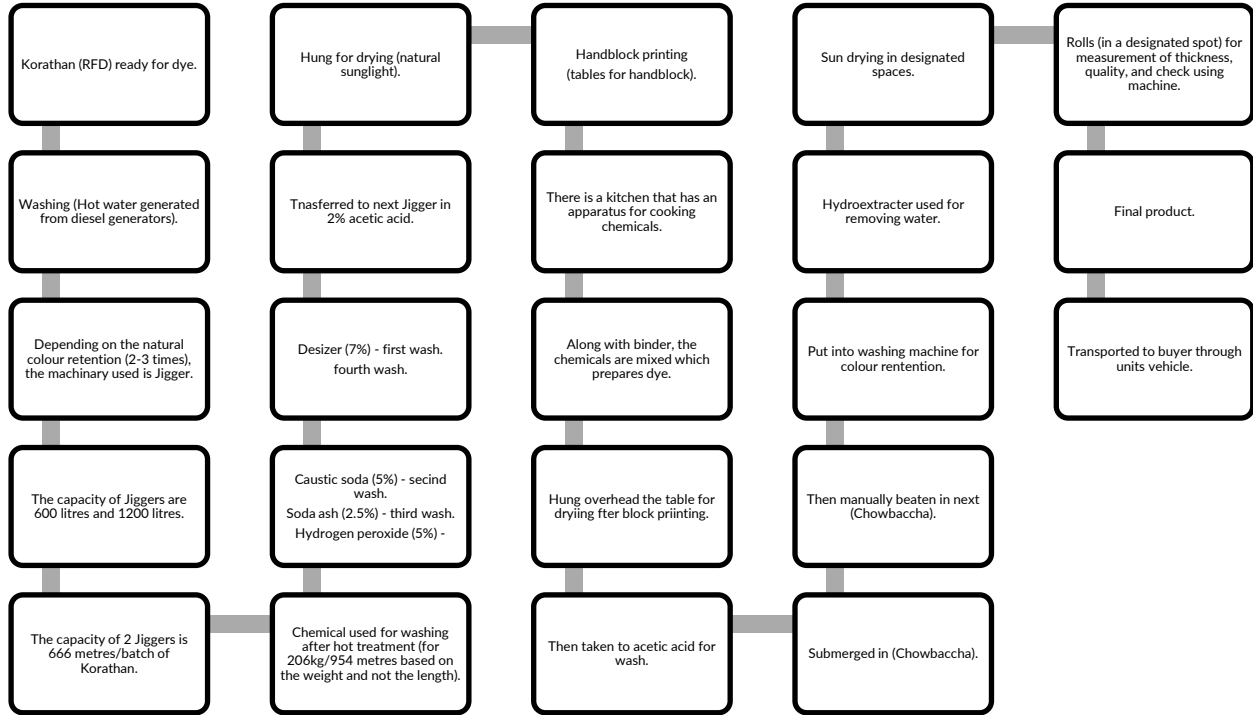 Korathan (RFD) ready for dye.
Washing (Hot water generated
from diesel generators).
Depending on the natural
colour retention (2-3 times),
the machinary used is Jigger.
The capacity of Jiggers are
600 litres and 1200 litres.
The capacity of 2 Jiggers is
666 metres/batch of
Korathan.
Chemical used for washing
after hot treatment (for
206kg/954 metres based on
the weight and not the length).
Caustic soda (5%) - secind
wash.
Soda ash (2.5%) - third wash.
Hydrogen peroxide (5%) -
Desizer (7%) - first wash.
fourth wash.
Tnasferred to next Jigger in
2% acetic acid.
Hung for drying (natural
sunlight).
Handblock printing
(tables for handblock).
There is a kitchen that has an
apparatus for cooking
chemicals.
Along with binder, the
chemicals are mixed which
prepares dye.
Hung overhead the table for
dryiing fter block priinting.
Then taken to acetic acid for
wash.
Submerged in (Chowbaccha).
Then manually beaten in next
(Chowbaccha).
Put into washing machine for
colour rentention.
Hydroextracter used for
removing water.
Sun drying in designated
spaces.
Rolls (in a designated spot) for
measurement of thickness,
quality, and check using
machine.
Final product.
Transported to buyer through
units vehicle.